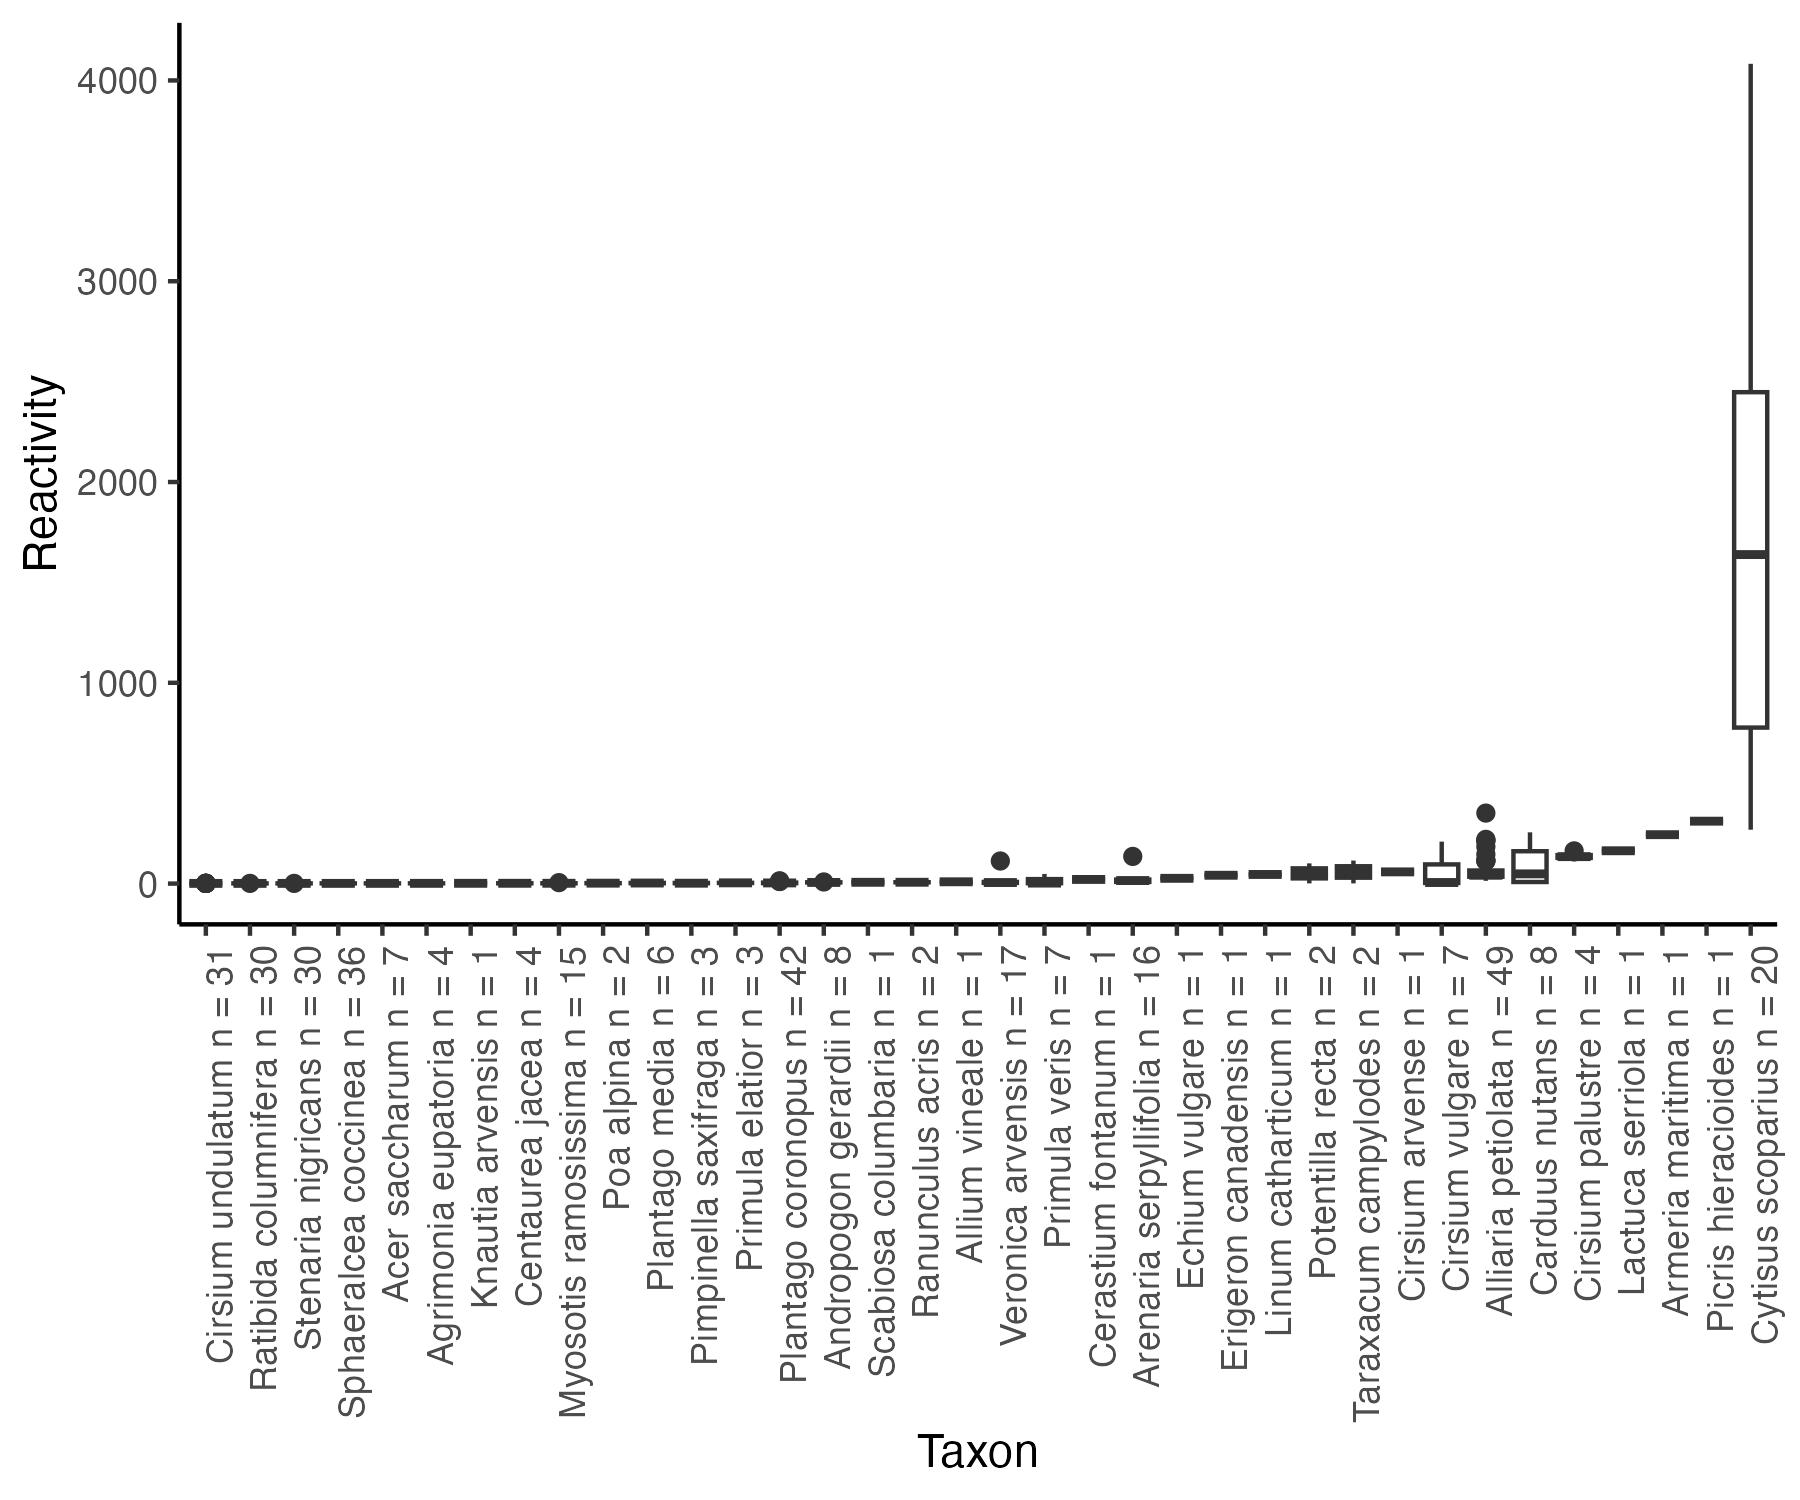 Reactivity
4000
3000
2000
1000
0
Cirsium undulatum n = 31
Ratibida columnifera n = 30
Stenaria nigricans n = 30
Sphaeralcea coccinea n = 36
Acer saccharum n = 7
Agrimonia eupatoria n = 4
Knautia arvensis n = 1
Centaurea jacea n = 4
Myosotis ramosissima n = 15
Poa alpina n = 2
Plantago media n = 6
Pimpinella saxifraga n = 3
Primula elatior n = 3
Plantago coronopus n = 42
Andropogon gerardii n = 8
Scabiosa columbaria n = 1
Ranunculus acris n = 2
Allium vineale n = 1
Veronica arvensis n = 17
Primula veris n = 7
Cerastium fontanum n = 1
Arenaria serpyllifolia n = 16
Echium vulgare n = 1
Erigeron canadensis n = 1
Linum catharticum n = 1
Potentilla recta n = 2
Taraxacum campylodes n = 2
Cirsium arvense n = 1
Cirsium vulgare n = 7
Alliaria petiolata n = 49
Carduus nutans n = 8
Cirsium palustre n = 4
Lactuca serriola n = 1
Armeria maritima n = 1
Picris hieracioides n = 1
Cytisus scoparius n = 20
Taxon